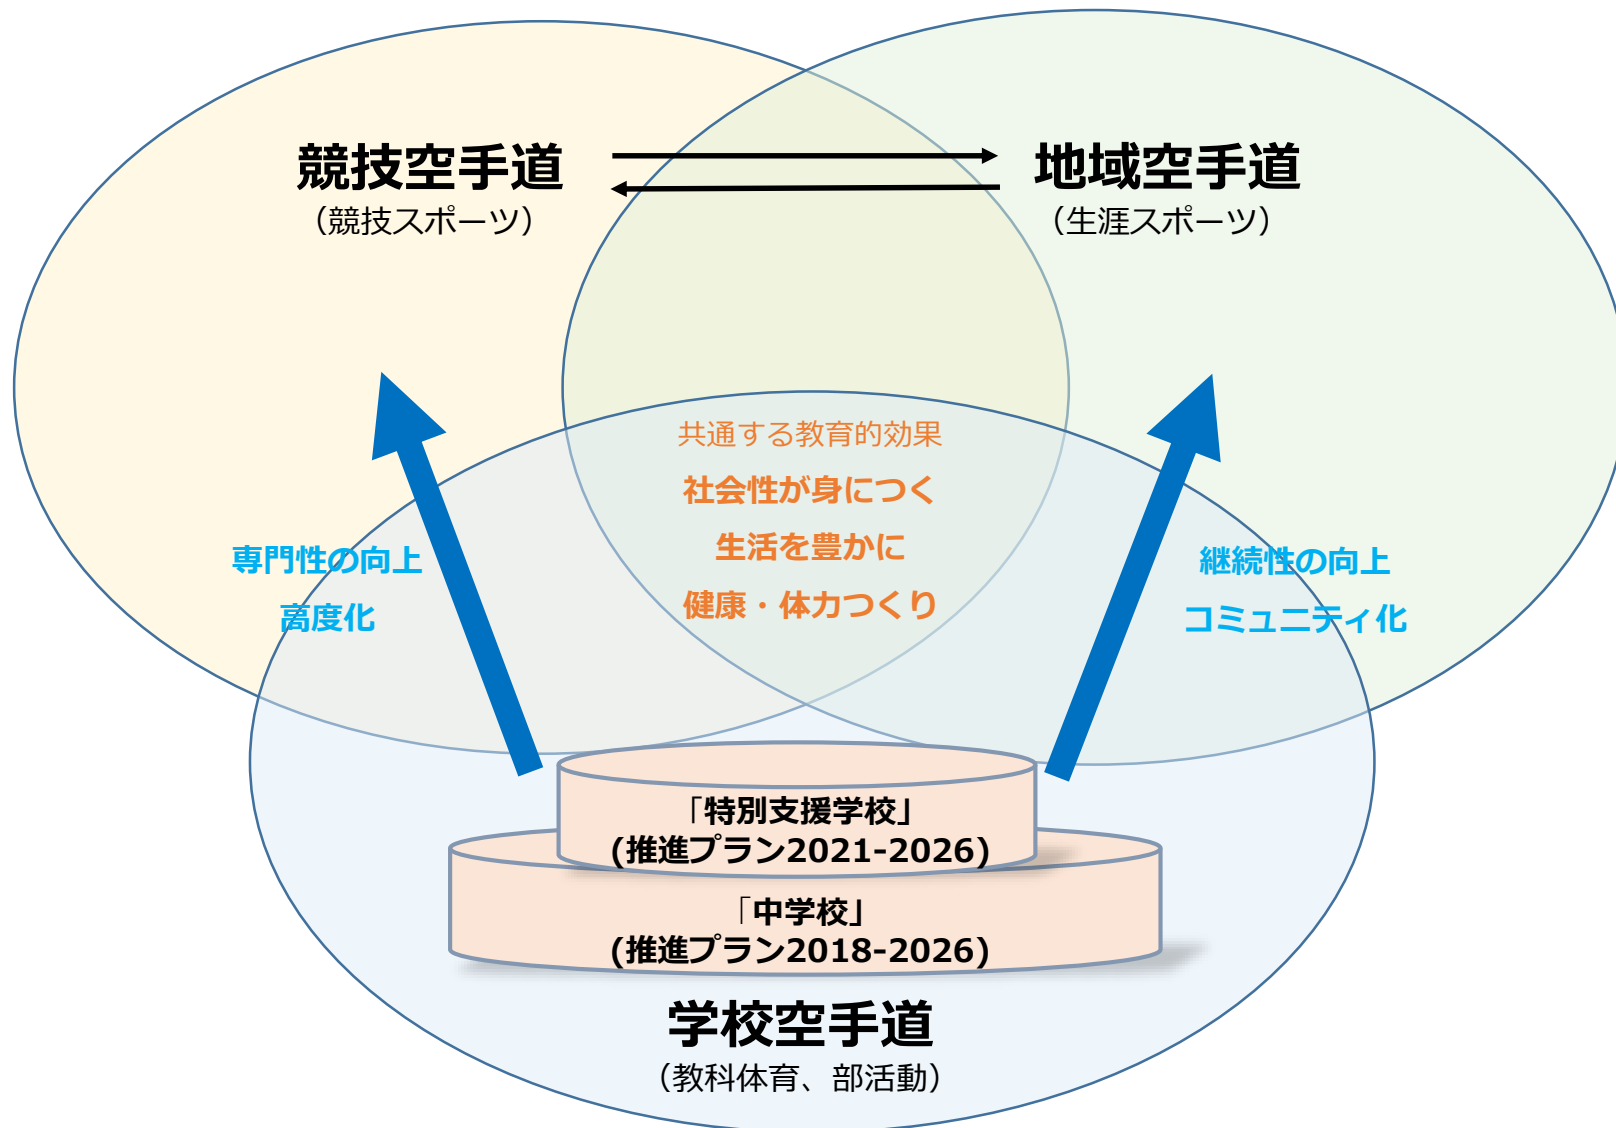 競技空手道
（競技スポーツ）
地域空手道
（生涯スポーツ）
共通する教育的効果
社会性が身につく
生活を豊かに
健康・体力つくり
専門性の向上
高度化
継続性の向上
コミュニティ化
「特別支援学校」
(推進プラン2021-2026)
「中学校」
(推進プラン2018-2026)
学校空手道
（教科体育、部活動）